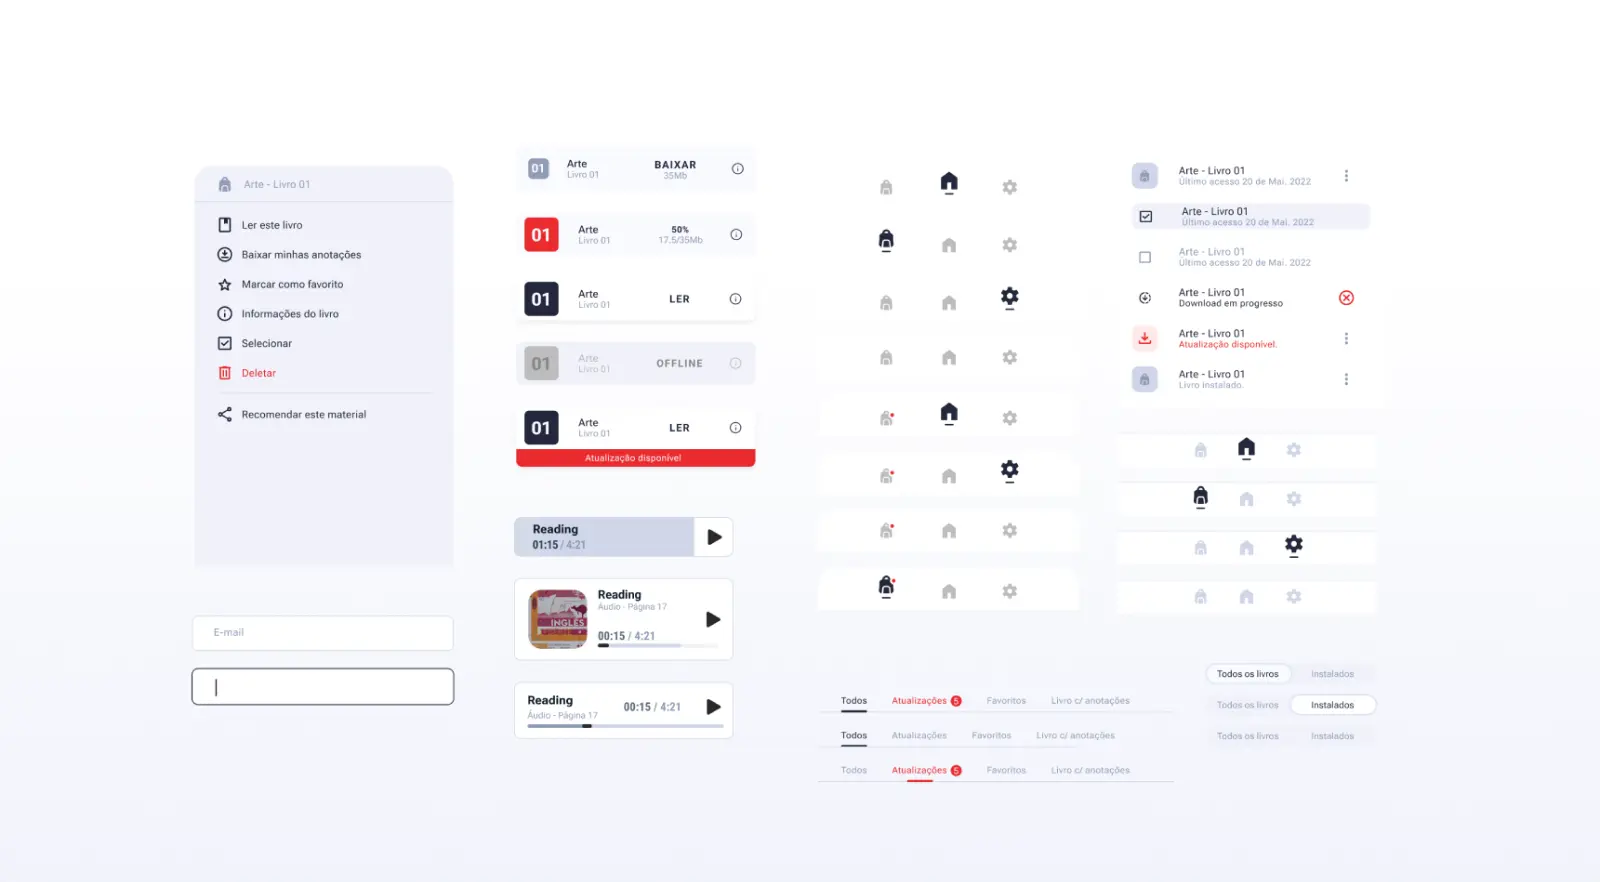 Arte - Livro 01
Ler este livro
Baixar minhas anotações
Marcar como favorito
Informações do livro
Selecionar
Deletar
Recomendar este material
E-mail
01
Arte
Livro 01
BAIXAR
35Mb
01
Arte
Livro 01
50%
17.5/35Mb
01
Arte
Livro 01
LER
01
Arte
Livro 01
OFFLINE
01
Arte
Livro 01
LER
Atualização disponível
Reading
01:15 / 4:21
INGLÊS
Reading
Áudio - Página 17
00:15 / 4:21
Reading
Áudio - Página 17
00:15 / 4:21
Todos Atualizações 5 Favoritos Livro c/ anotações
Todos Atualizações Favoritos Livro c/ anotações
Todos Atualizações 5 Favoritos Livro c/ anotações
Arte - Livro 01
Último acesso 20 de Mai. 2022
Arte - Livro 01
Último acesso 20 de Mai. 2022
Arte - Livro 01
Último acesso 20 de Mai. 2022
Arte - Livro 01
Download em progresso
Arte - Livro 01
Atualização disponível.
Arte - Livro 01
Livro instalado.
Todos os livros Instalados
Todos os livros Instalados
Todos os livros Instalados